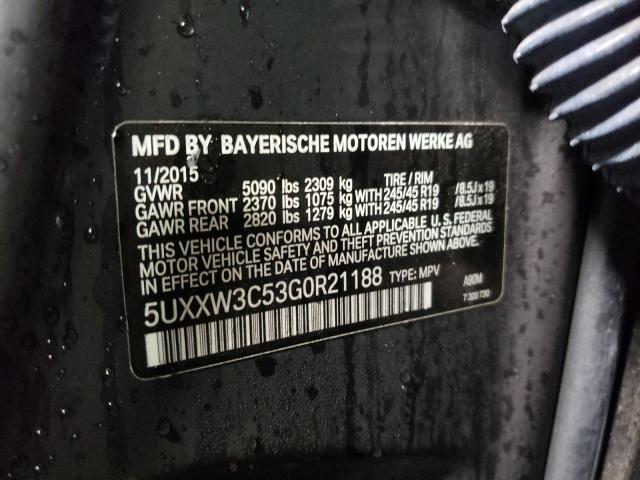 MFD BY BAYERISCHE MOTOREN WERKE AG
11/2015 TIRE / RIM
GVWR 5090 lbs 2309 kg
GAWR FRONT 2370 lbs 1075 kg WITH 245/45 R19 /8.5J x 19
GAWR REAR 2820 lbs 1279 kg WITH 245/45 R19 /8.5J x 19
THIS VEHICLE CONFORMS TO ALL APPLICABLE U.S. FEDERAL
MOTOR VEHICLE SAFETY AND THEFT PREVENTION STANDARDS
IN EFFECT ON THE DATE OF MANUFACTURE SHOWN ABOVE.
5UXXW3C53G0R21188 TYPE: MPV A90M
7 320 730